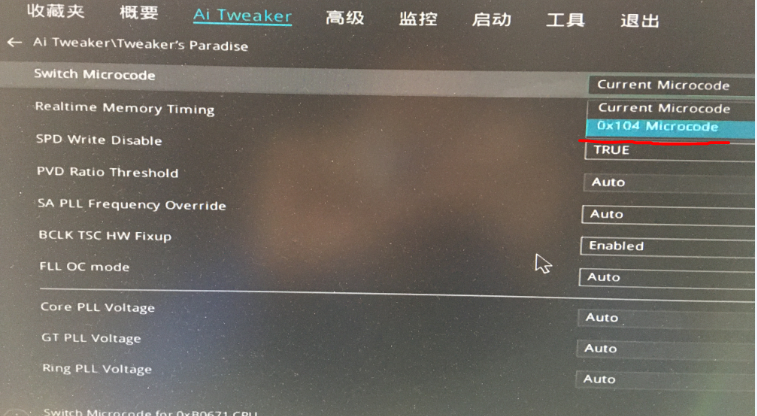 收藏夹 概要 Ai Tweaker 高级 监控 启动 工具 退出
← Ai Tweaker\Tweaker's Paradise
Switch Microcode Current Microcode
Current Microcode
Realtime Memory Timing
0x104 Microcode
SPD Write Disable TRUE
PVD Ratio Threshold Auto
SA PLL Frequency Override Auto
BCLK TSC HW Fixup Enabled
FLL OC mode Auto
Core PLL Voltage Auto
GT PLL Voltage Auto
Ring PLL Voltage Auto
Switch Microcode for 0xB0671 CPU